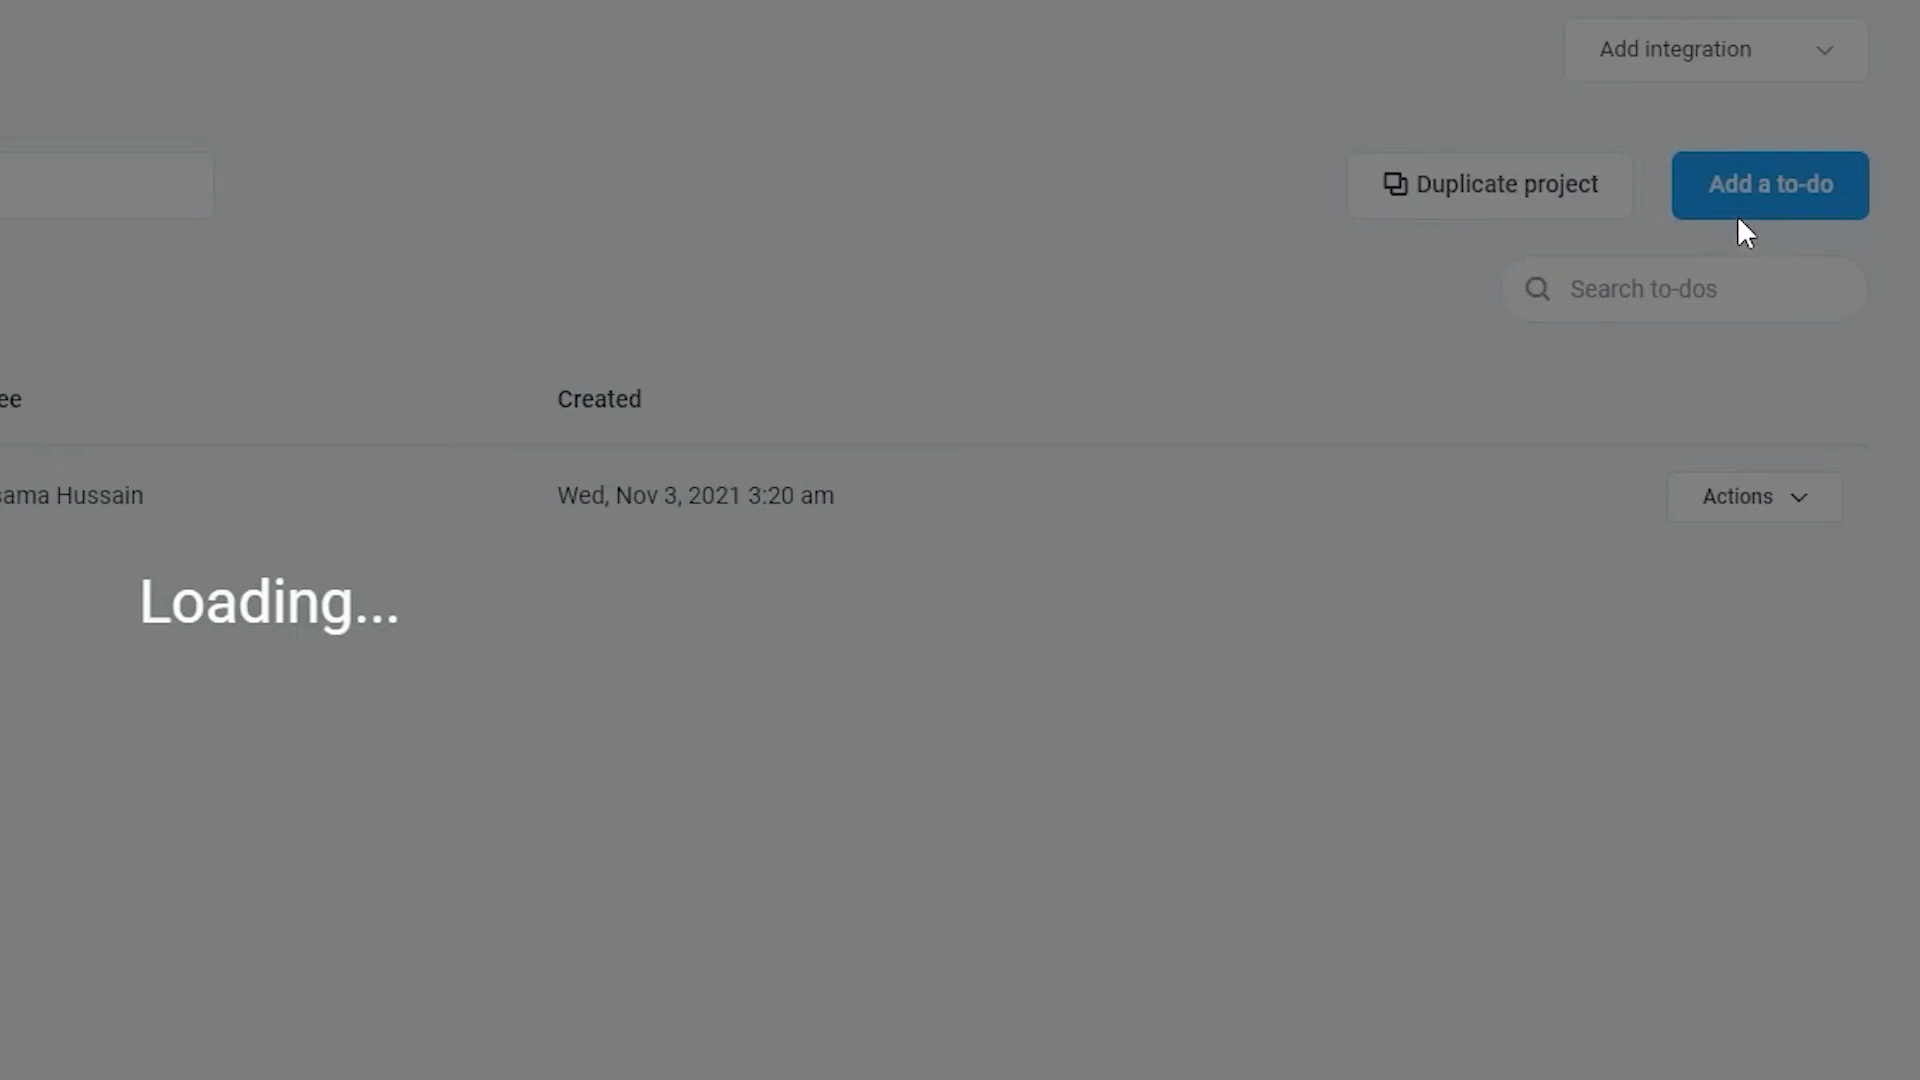 Add integration
Duplicate project
Add a to-do
Search to-dos
ee
Created
sama Hussain
Wed, Nov 3, 2021 3:20 am
Actions
Loading...